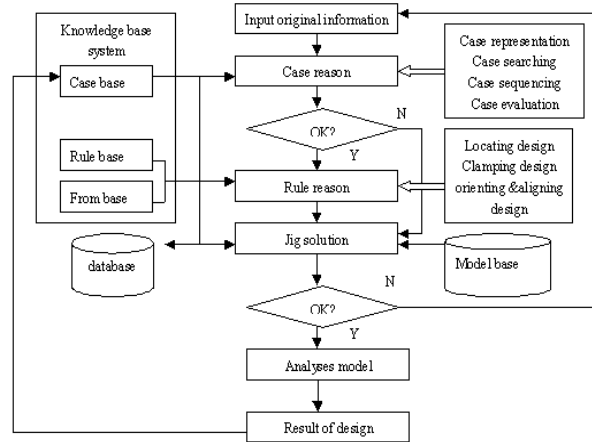 Input original information
Knowledge base
system
Case representation
Case searching
Case sequencing
Case evaluation
Case base
Case reason
N
OK?
Y
Locating design
Clamping design
orienting &aligning
design
Rule base
Rule reason
From base
Jig solution
database
Model base
N
OK?
Y
Analyses model
Result of design